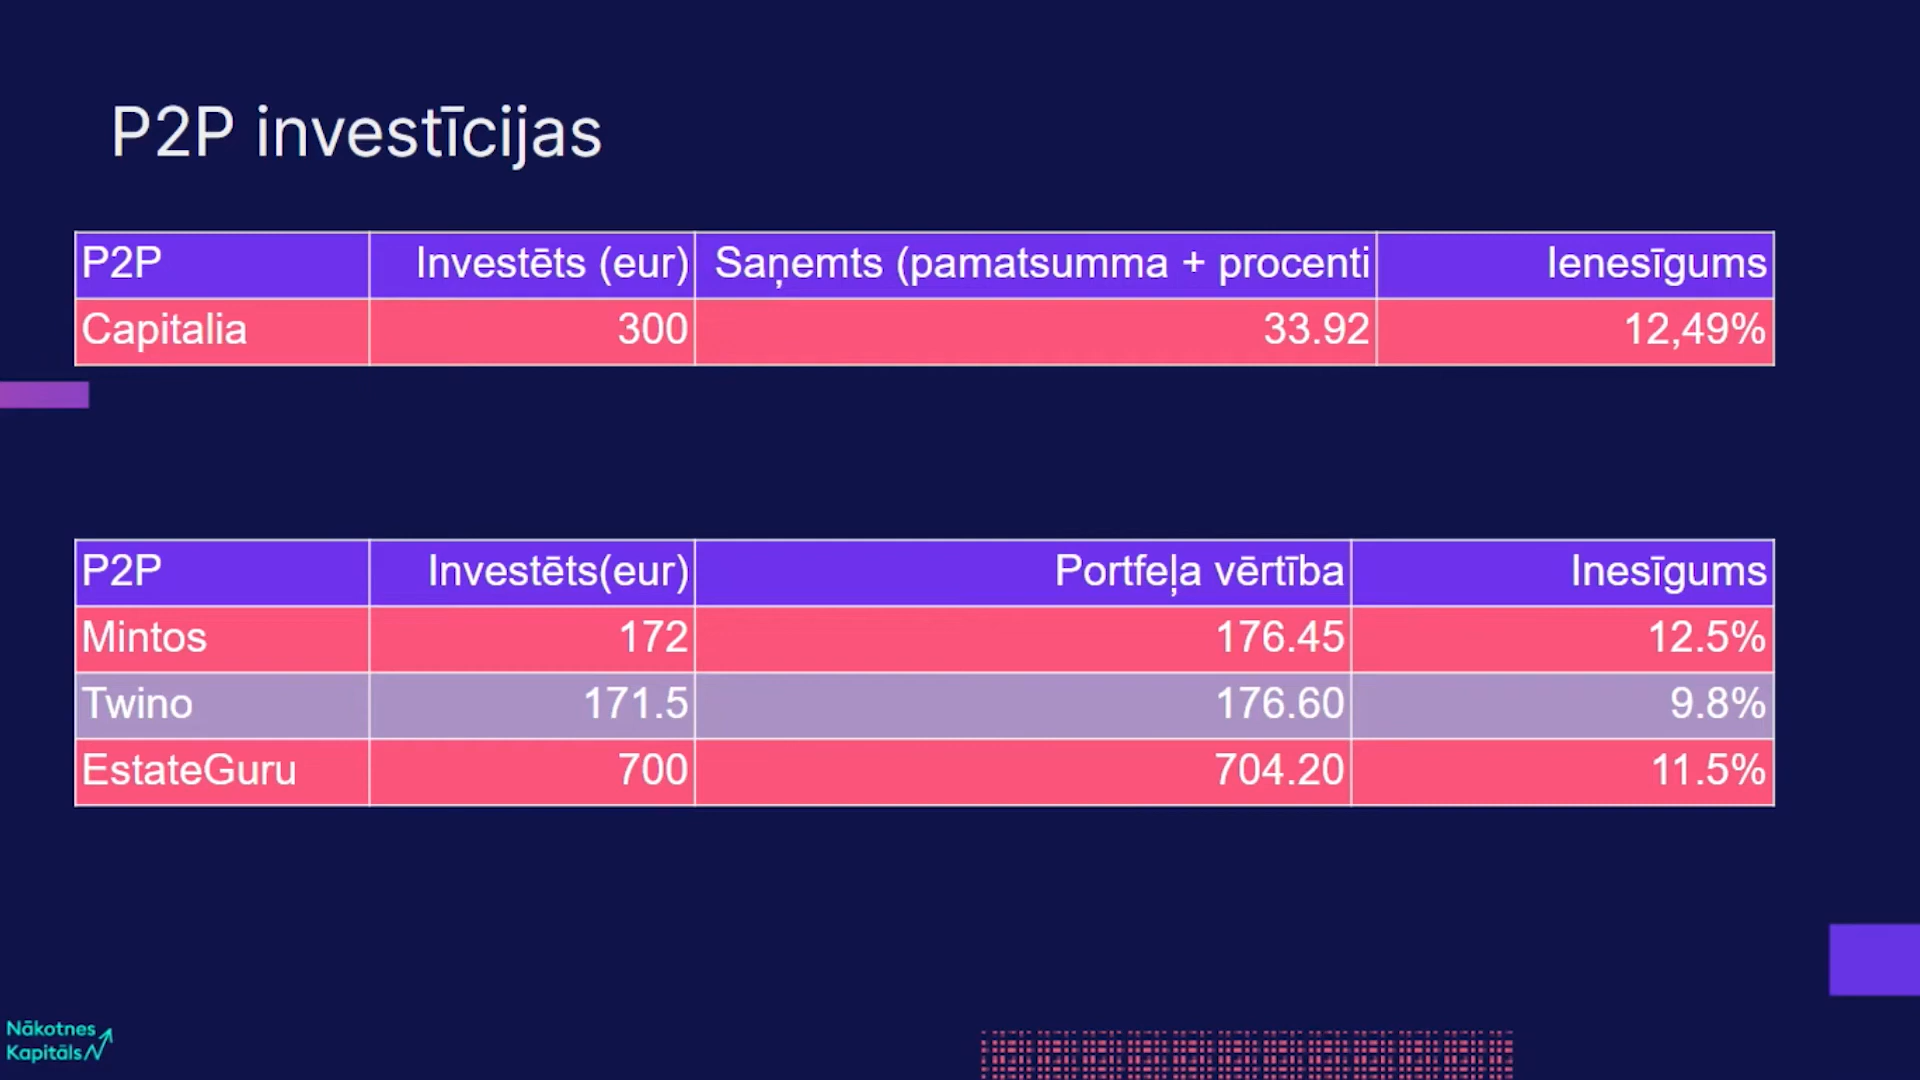 P2P investīcijas
P2P Investēts (eur) Saņemts (pamatsumma + procenti Ienesīgums
Capitalia 300 33.92 12,49%
P2P Investēts(eur) Portfeļa vērtība Inesīgums
Mintos 172 176.45 12.5%
Twino 171.5 176.60 9.8%
EstateGuru 700 704.20 11.5%
Nākotnes
Kapitāls